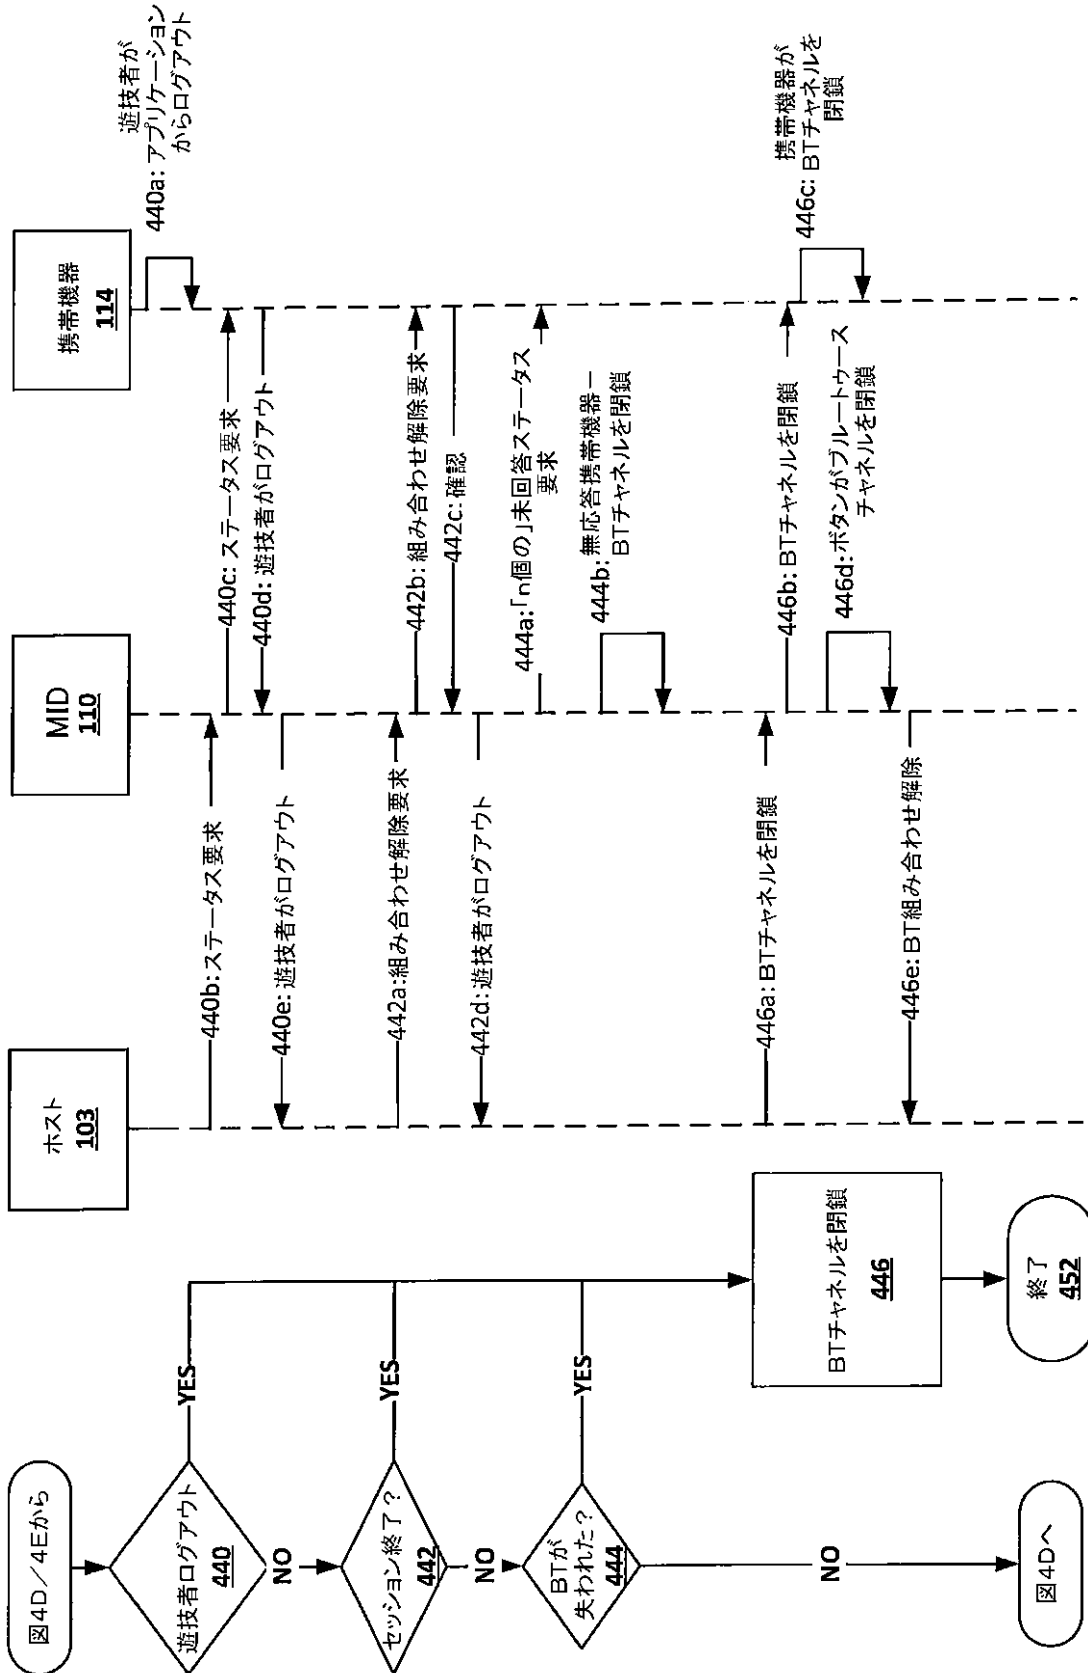 図4D／4Eから
遊技者ログアウト
440
YES
NO
セッション終了？
442
YES
NO
BTが
失われた？
444
YES
NO
図4Dへ
BTチャネルを閉鎖
446
終了
452
ホスト
103
MID
110
携帯機器
114
遊技者が
440a: アプリケーション
からログアウト
440b: ステータス要求
440c: ステータス要求
440d: 遊技者がログアウト
440e: 遊技者がログアウト
442a:組み合わせ解除要求
442b: 組み合わせ解除要求
442c: 確認
442d: 遊技者がログアウト
444a:「n個の」未回答ステータス
要求
444b: 無応答携帯機器ー
BTチャネルを閉鎖
446a: BTチャネルを閉鎖
446b: BTチャネルを閉鎖
携帯機器が
446c: BTチャネルを
閉鎖
446d:ボタンがブルートゥース
チャネルを閉鎖
446e: BT組み合わせ解除